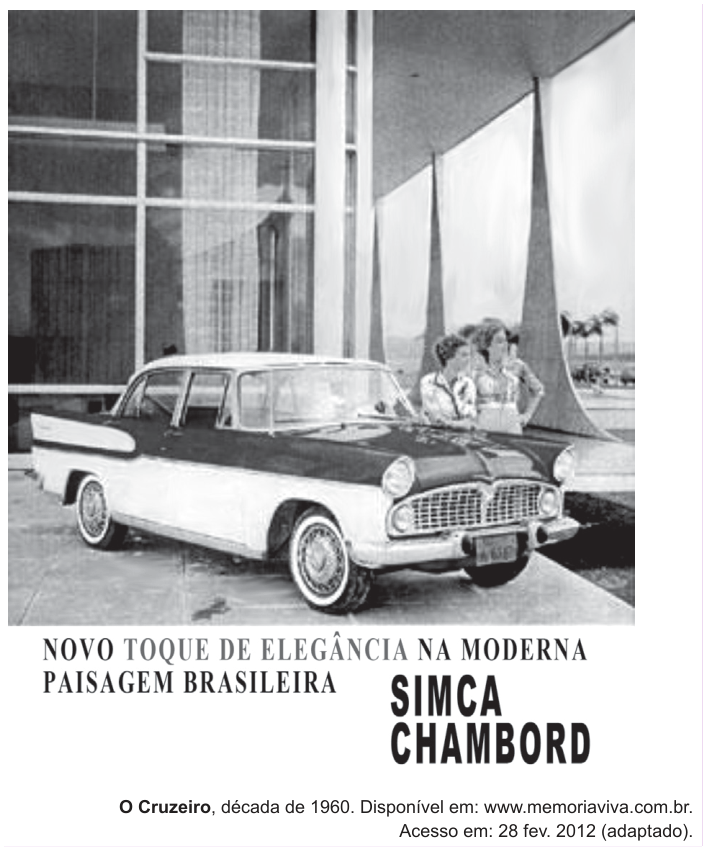 NOVO TOQUE DE ELEGÂNCIA NA MODERNA
PAISAGEM BRASILEIRA
SIMCA
CHAMBORD
O Cruzeiro, década de 1960. Disponível em: www.memoriaviva.com.br.
Acesso em: 28 fev. 2012 (adaptado).